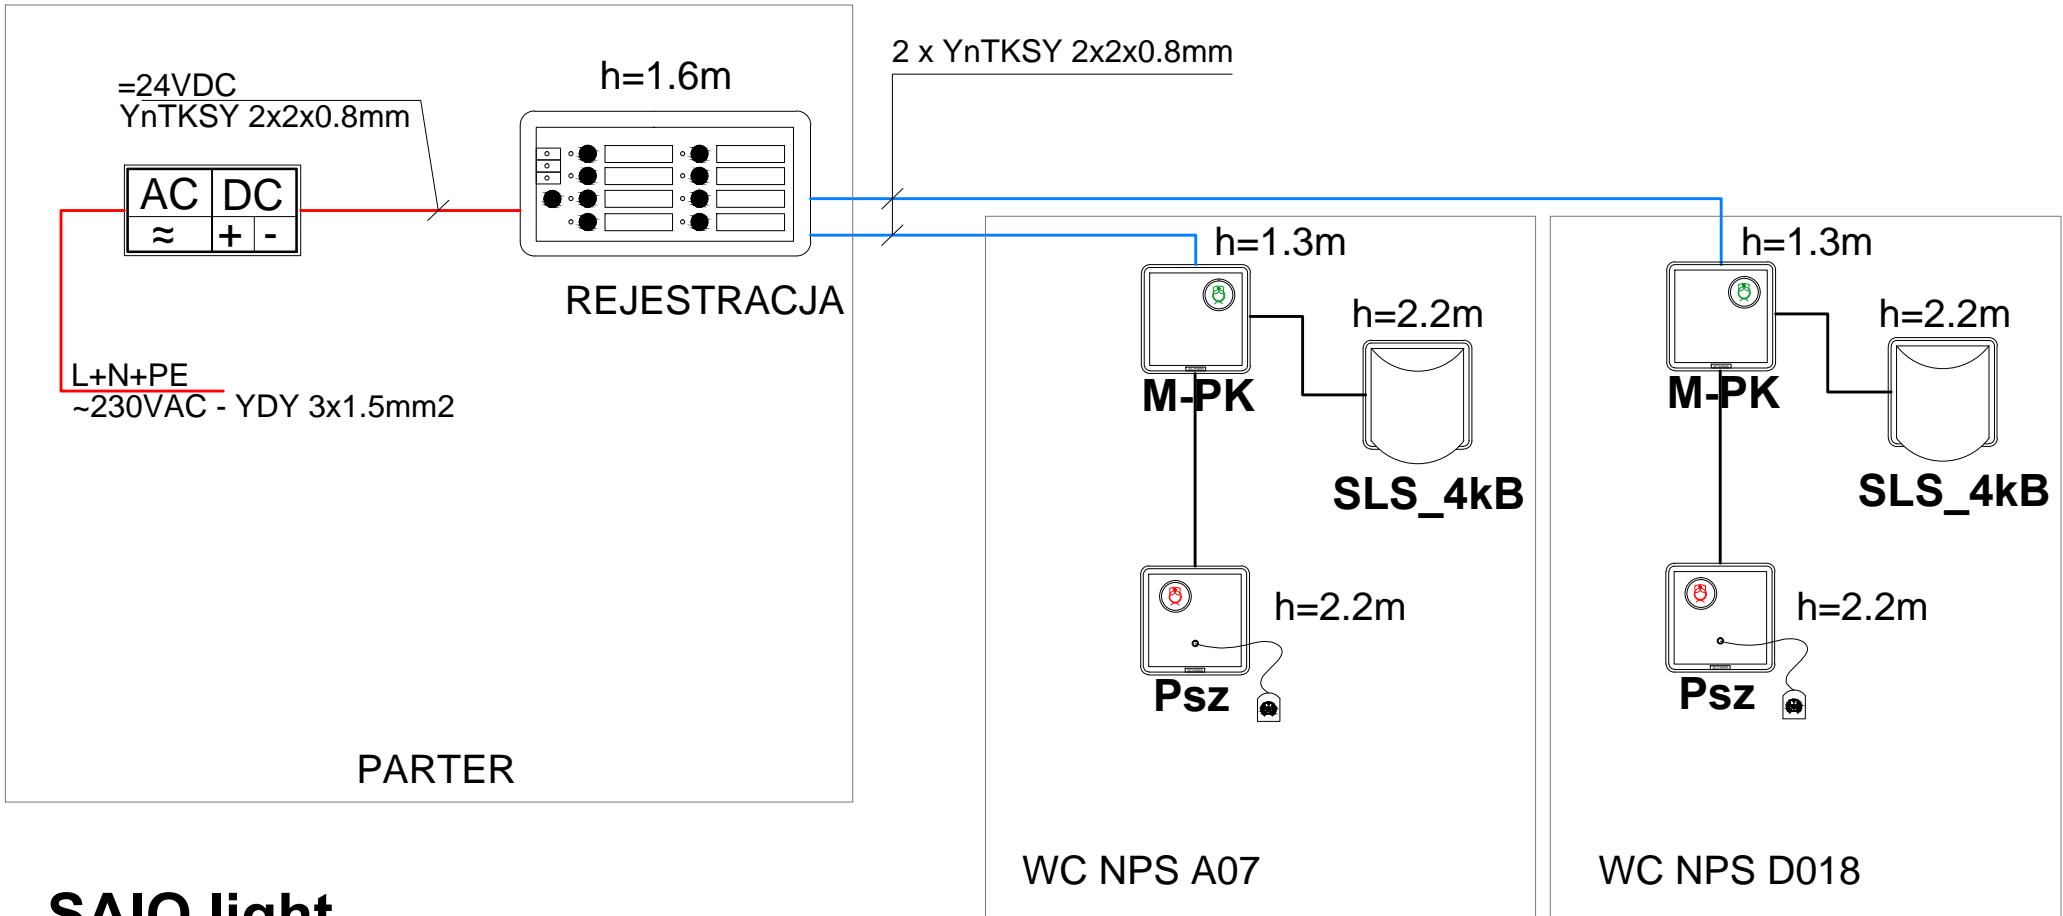 =24VDC
YnTKSY 2x2x0.8mm
h=1.6m
2 x YnTKSY 2x2x0.8mm
AC DC
≈ + -
REJESTRACJA
L+N+PE
~230VAC - YDY 3x1.5mm2
PARTER
h=1.3m
h=2.2m
M-PK
SLS_4kB
h=2.2m
Psz
WC NPS A07
h=1.3m
h=2.2m
M-PK
SLS_4kB
h=2.2m
Psz
WC NPS D018
SAIO light